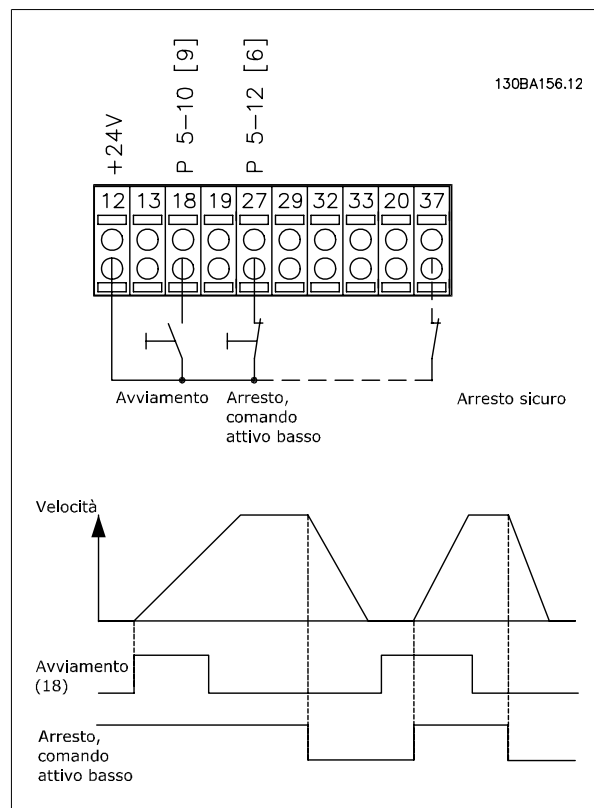 +24V
P 5-10 [9]
P 5-12 [6]
130BA156.12
12 13 18 19 27 29 32 33 20 37
Avviamento
Arresto,
comando
attivo basso
Arresto sicuro
Velocità
Avviamento
(18)
Arresto,
comando
attivo basso